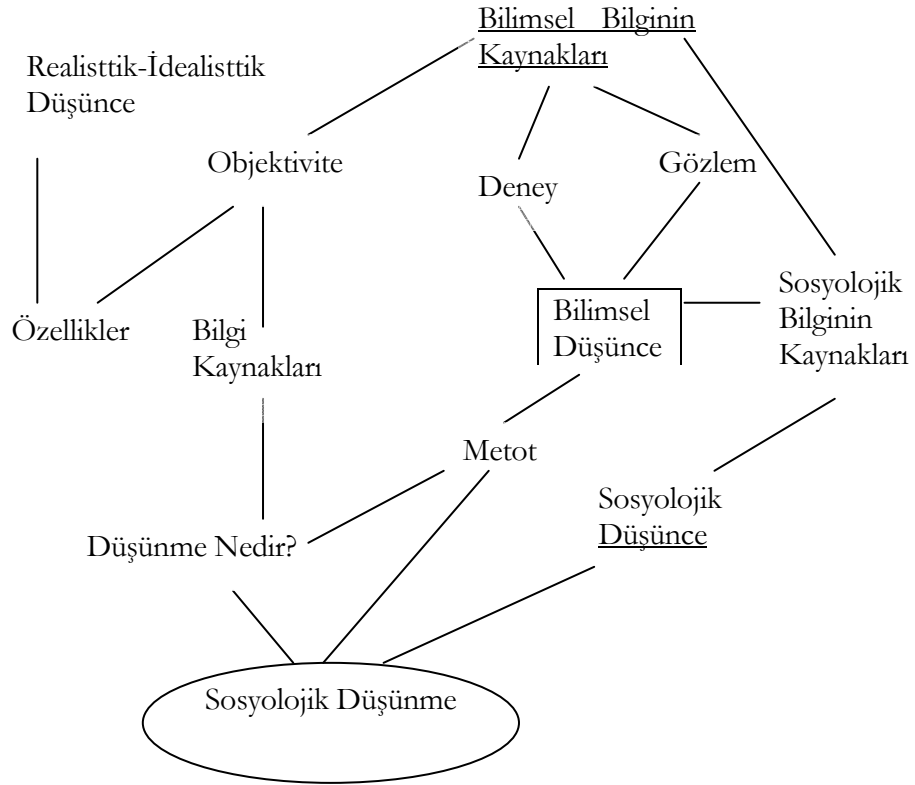 Bilimsel Bilginin
Kaynakları
Realisttik-İdealisttik
Düşünce
Objektivite
Deney
Gözlem
Özellikler
Bilgi
Kaynakları
Bilimsel
Düşünce
Sosyolojik
Bilginin
Kaynakları
Metot
Sosyolojik
Düşünce
Düşünme Nedir?
Sosyolojik Düşünme